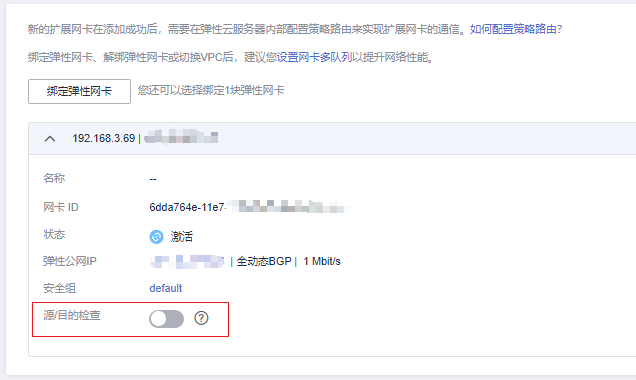 新的扩展网卡在添加成功后，需要在弹性云服务器内部配置策略路由来实现扩展网卡的通信。如何配置策略路由？
绑定弹性网卡、解绑弹性网卡或切换VPC后，建议您设置网卡多队列以提升网络性能。
绑定弹性网卡 您还可以选择绑定1块弹性网卡
192.168.3.69 |
名称 --
网卡 ID 6dda764e-11e7-
状态 激活
弹性公网IP | 全动态BGP | 1 Mbit/s
安全组 default
源/目的检查